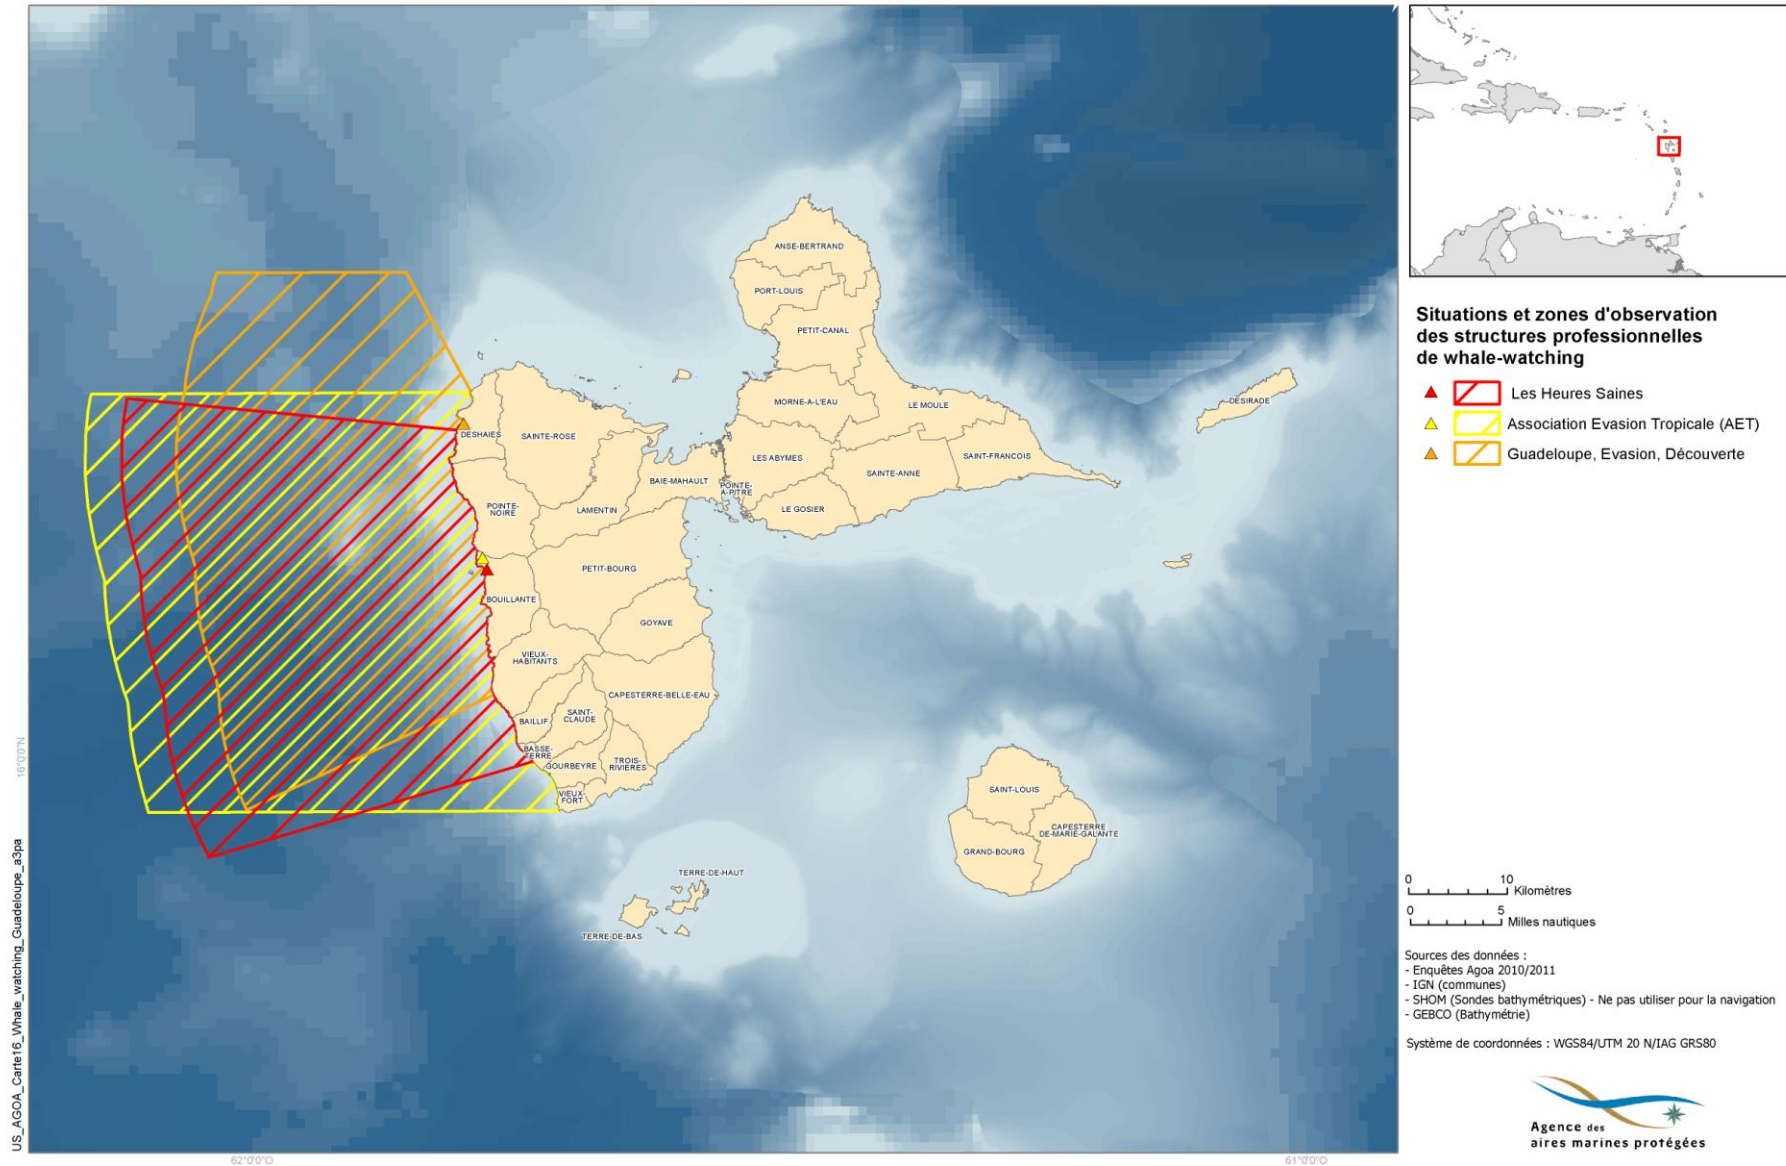 ANSE-BERTRAND
PORT-LOUIS
PETIT-CANAL
MORNE-A-L'EAU
LE MOULE
DESIRADE
DESHAIES
SAINTE-ROSE
LES ABYMES
SAINT-FRANCOIS
SAINTE-ANNE
BAIE-MAHAULT
POINTE-
A-PITRE
LE GOSIER
POINTE-
NOIRE
LAMENTIN
PETIT-BOURG
BOUILLANTE
GOYAVE
VIEUX-
HABITANTS
CAPESTERRE-BELLE-EAU
SAINT-
CLAUDE
BAILLIF
BASSE-
TERRE
GOURBEYRE
TROIS-
RIVIÈRES
VIEUX-
FORT
SAINT-LOUIS
CAPESTERRE
DE-MARIE-GALANTE
GRAND-BOURG
TERRE-DE-HAUT
TERRE-DE-BAS
16°0'0"N
62°0'0"O
61°0'0"O
US_AGOA_Carte16_Whale_watching_Guadeloupe_a3pa
Situations et zones d'observation
des structures professionnelles
de whale-watching
Les Heures Saines
Association Evasion Tropicale (AET)
Guadeloupe, Evasion, Découverte
0 10
Kilomètres
0 5
Milles nautiques
Sources des données :
- Enquêtes Agoa 2010/2011
- IGN (communes)
- SHOM (Sondes bathymétriques) - Ne pas utiliser pour la navigation
- GEBCO (Bathymétrie)
Système de coordonnées : WGS84/UTM 20 N/IAG GRS80
Agence des
aires marines protégées